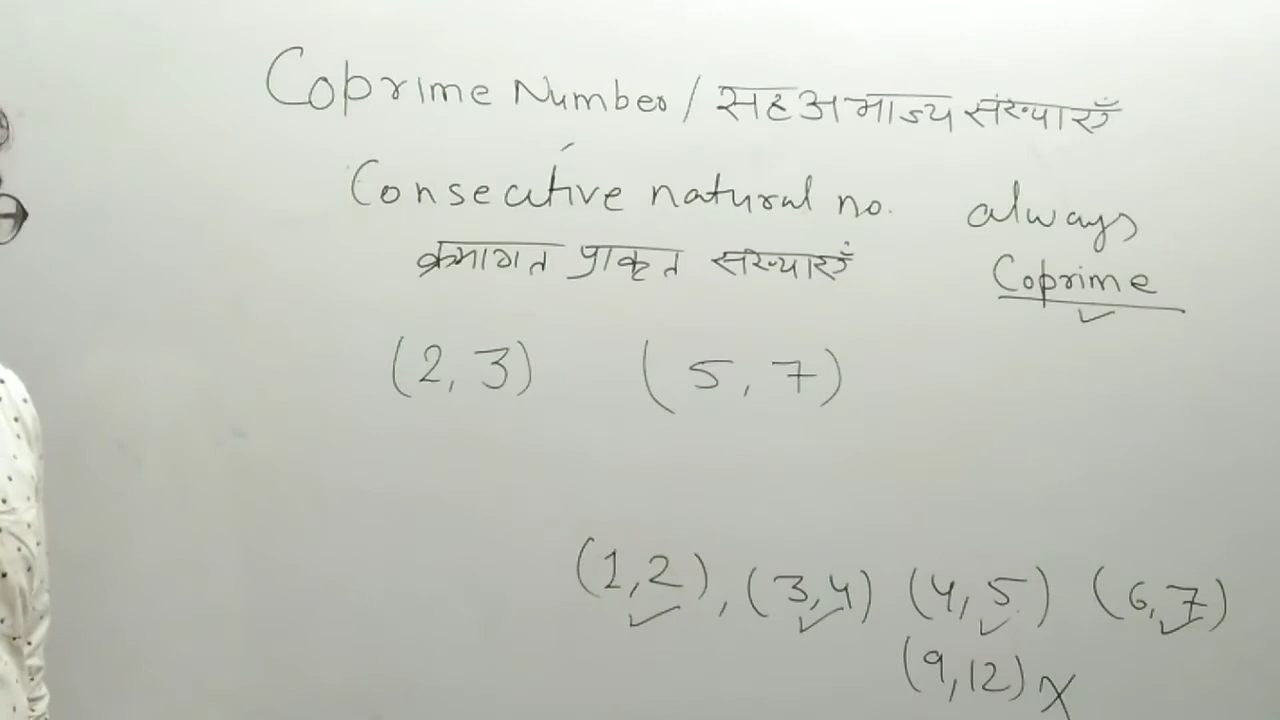 Coprime Number / सहअभाज्य संख्याएँ
Consecutive natural no. always
क्रमागत प्राकृत संख्याएँ Coprime
(2, 3) (5, 7)
(1,2), (3,4) (4,5) (6,7)
(9,12) X